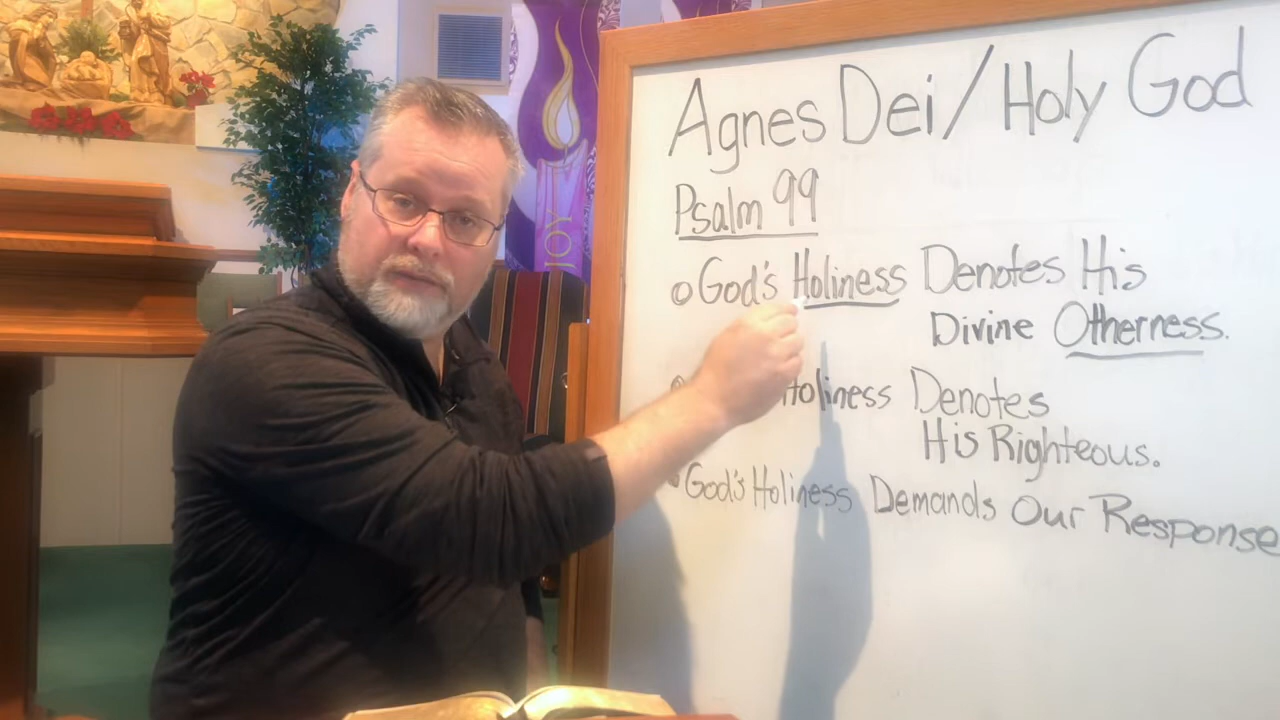 Agnes Dei / Holy God
Psalm 99
God's Holiness Denotes His
Divine Otherness.
Holiness Denotes
His Righteous.
God's Holiness Demands Our Response